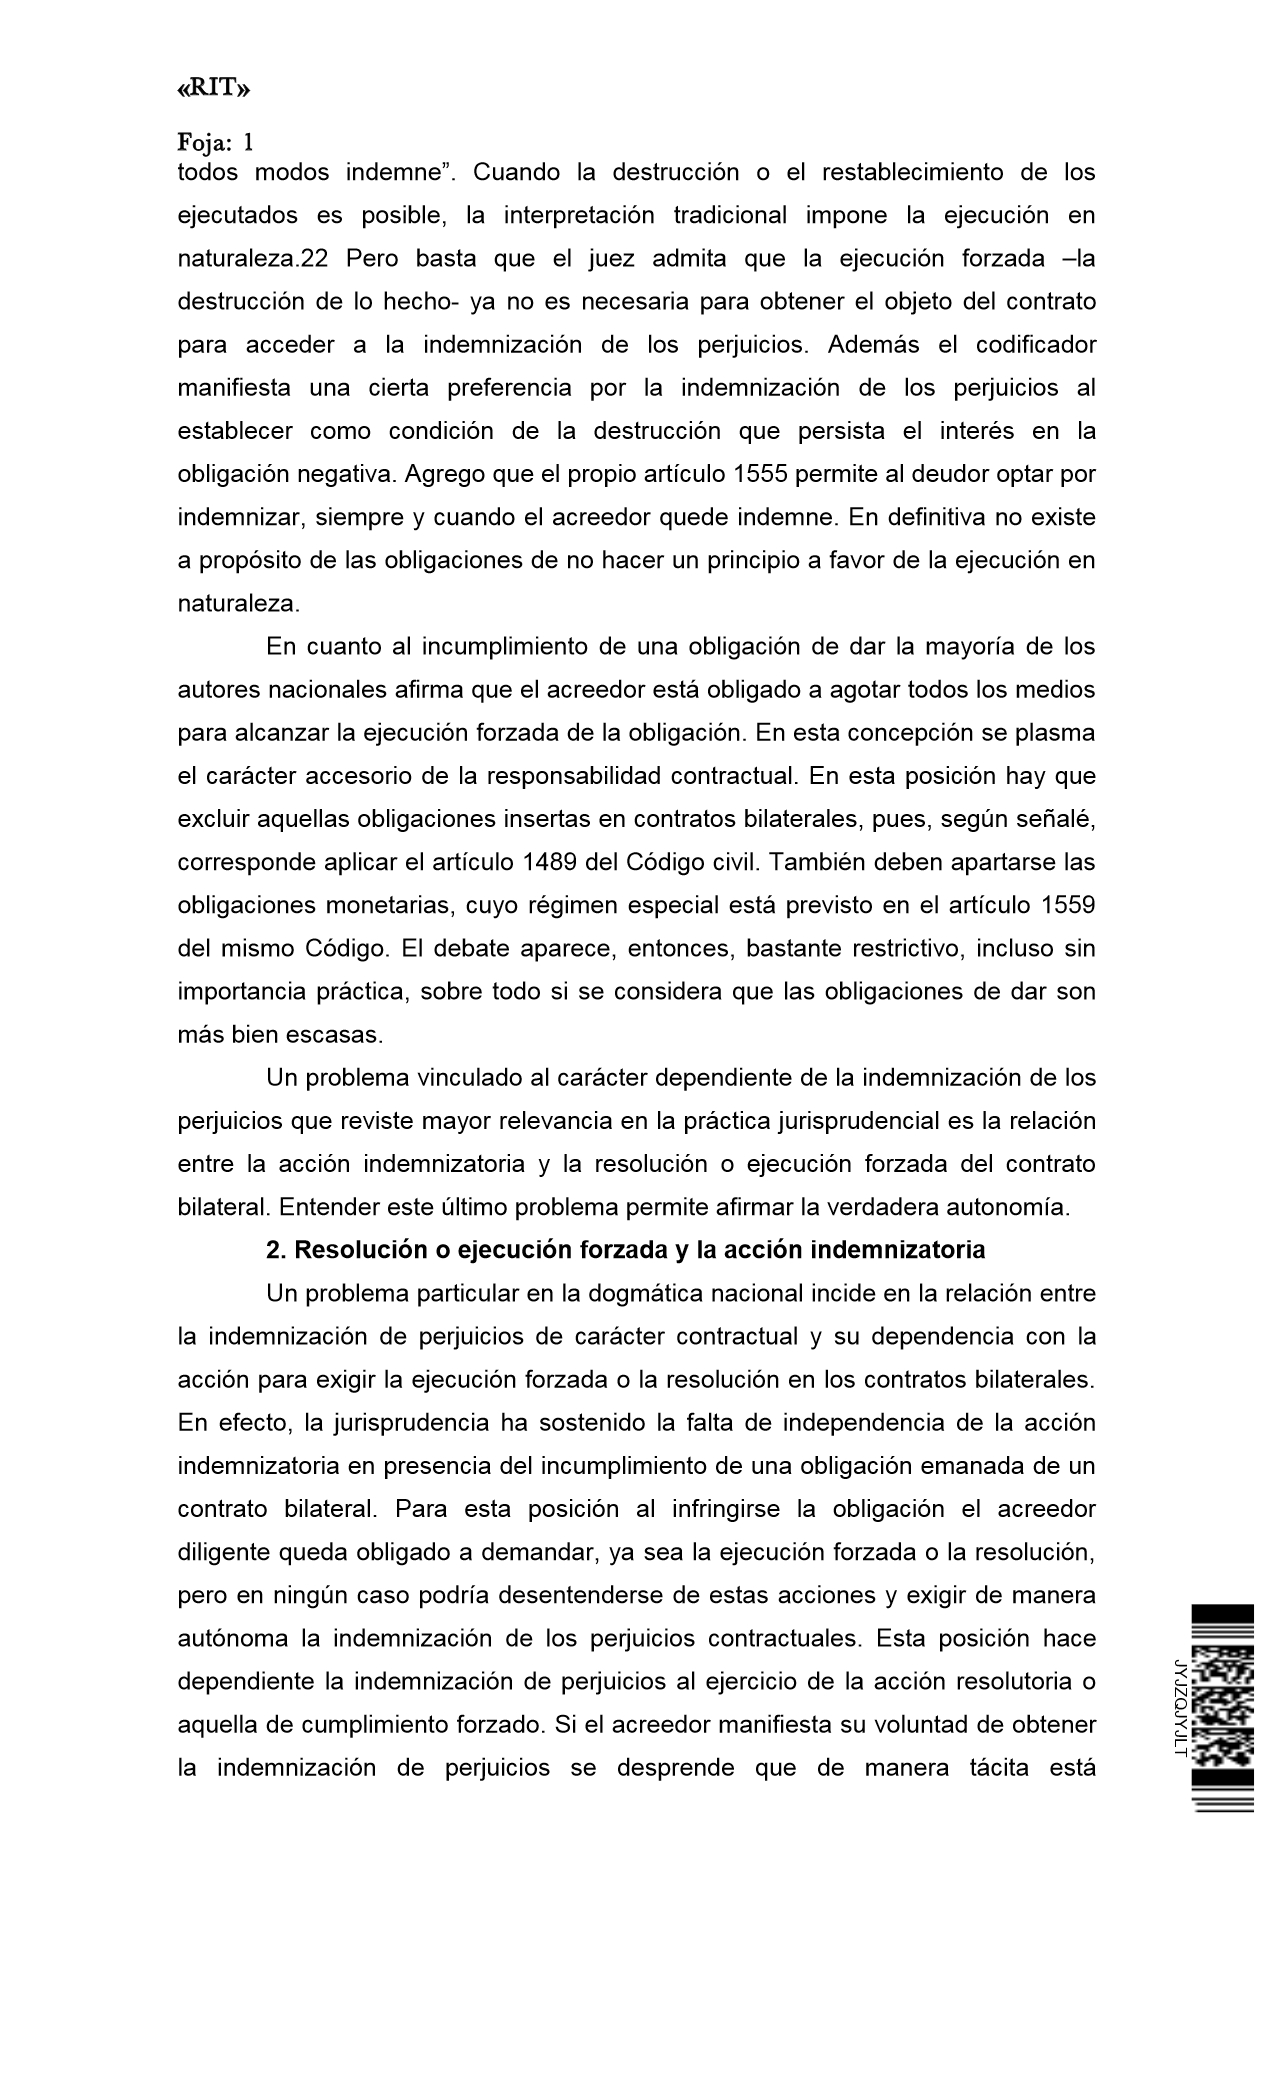 «RIT»
Foja: 1
todos modos indemne”. Cuando la destrucción o el restablecimiento de los
ejecutados es posible, la interpretación tradicional impone la ejecución en
naturaleza.22 Pero basta que el juez admita que la ejecución forzada –la
destrucción de lo hecho- ya no es necesaria para obtener el objeto del contrato
para acceder a la indemnización de los perjuicios. Además el codificador
manifiesta una cierta preferencia por la indemnización de los perjuicios al
establecer como condición de la destrucción que persista el interés en la
obligación negativa. Agrego que el propio artículo 1555 permite al deudor optar por
indemnizar, siempre y cuando el acreedor quede indemne. En definitiva no existe
a propósito de las obligaciones de no hacer un principio a favor de la ejecución en
naturaleza.
En cuanto al incumplimiento de una obligación de dar la mayoría de los
autores nacionales afirma que el acreedor está obligado a agotar todos los medios
para alcanzar la ejecución forzada de la obligación. En esta concepción se plasma
el carácter accesorio de la responsabilidad contractual. En esta posición hay que
excluir aquellas obligaciones insertas en contratos bilaterales, pues, según señalé,
corresponde aplicar el artículo 1489 del Código civil. También deben apartarse las
obligaciones monetarias, cuyo régimen especial está previsto en el artículo 1559
del mismo Código. El debate aparece, entonces, bastante restrictivo, incluso sin
importancia práctica, sobre todo si se considera que las obligaciones de dar son
más bien escasas.
Un problema vinculado al carácter dependiente de la indemnización de los
perjuicios que reviste mayor relevancia en la práctica jurisprudencial es la relación
entre la acción indemnizatoria y la resolución o ejecución forzada del contrato
bilateral. Entender este último problema permite afirmar la verdadera autonomía.
2. Resolución o ejecución forzada y la acción indemnizatoria
Un problema particular en la dogmática nacional incide en la relación entre
la indemnización de perjuicios de carácter contractual y su dependencia con la
acción para exigir la ejecución forzada o la resolución en los contratos bilaterales.
En efecto, la jurisprudencia ha sostenido la falta de independencia de la acción
indemnizatoria en presencia del incumplimiento de una obligación emanada de un
contrato bilateral. Para esta posición al infringirse la obligación el acreedor
diligente queda obligado a demandar, ya sea la ejecución forzada o la resolución,
pero en ningún caso podría desentenderse de estas acciones y exigir de manera
autónoma la indemnización de los perjuicios contractuales. Esta posición hace
dependiente la indemnización de perjuicios al ejercicio de la acción resolutoria o
aquella de cumplimiento forzado. Si el acreedor manifiesta su voluntad de obtener
la indemnización de perjuicios se desprende que de manera tácita está
JYJZQJYJLT